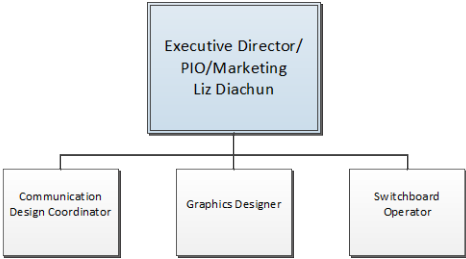 Executive Director/
PIO/Marketing
Liz Diachun
Communication
Design Coordinator
Graphics Designer
Switchboard
Operator